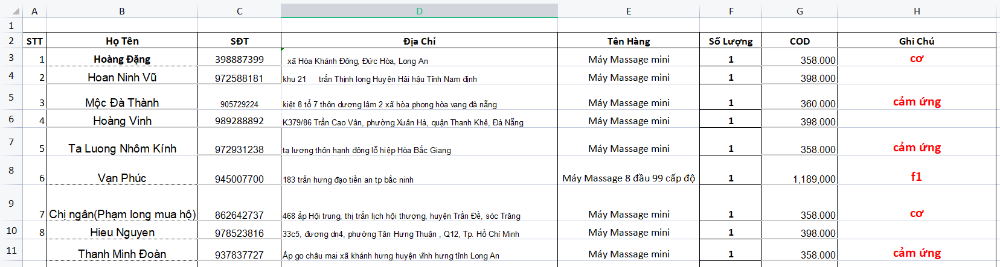 A B C D E F G H
1
2 STT Họ Tên SĐT Địa Chỉ Tên Hàng Số Lượng COD Ghi Chú
3 1 Hoàng Đặng 398887399 xã Hòa Khánh Đông, Đức Hòa, Long An Máy Massage mini 1 358.000 cơ
4 2 Hoan Ninh Vũ 972588181 khu 21 trấn Thịnh long Huyện Hải hậu Tỉnh Nam định Máy Massage mini 1 398.000
5 3 Mộc Đà Thành 905729224 kiệt 8 tổ 7 thôn dương lâm 2 xã hòa phong hòa vang đà nẵng Máy Massage mini 1 360.000 cảm ứng
6 4 Hoàng Vinh 989288892 K379/86 Trần Cao Vân, phường Xuân Hà, quận Thanh Khê, Đà Nẵng Máy Massage mini 1 398.000
7 5 Ta Luong Nhôm Kính 972931238 tạ lương thôn hạnh đông lỗ hiệp Hòa Bắc Giang Máy Massage mini 1 358.000 cảm ứng
8 6 Vạn Phúc 945007700 183 trần hưng đạo tiền an tp bắc ninh Máy Massage 8 đầu 99 cấp độ 1 1,189,000 f1
9 7 Chị ngân(Phạm long mua hộ) 862642737 468 ấp Hội trung, thị trấn lịch hội thượng, huyện Trần Đề, sóc Trăng Máy Massage mini 1 358.000 cơ
10 8 Hieu Nguyen 978523816 33c5, đương dn4, phường Tân Hưng Thuận , Q12, Tp. Hồ Chí Minh Máy Massage mini 1 398.000
11 Thanh Minh Đoàn 937837727 Ấp go châu mai xã khánh hưng huyện vĩnh hưng tỉnh Long An Máy Massage mini 1 358.000 cảm ứng